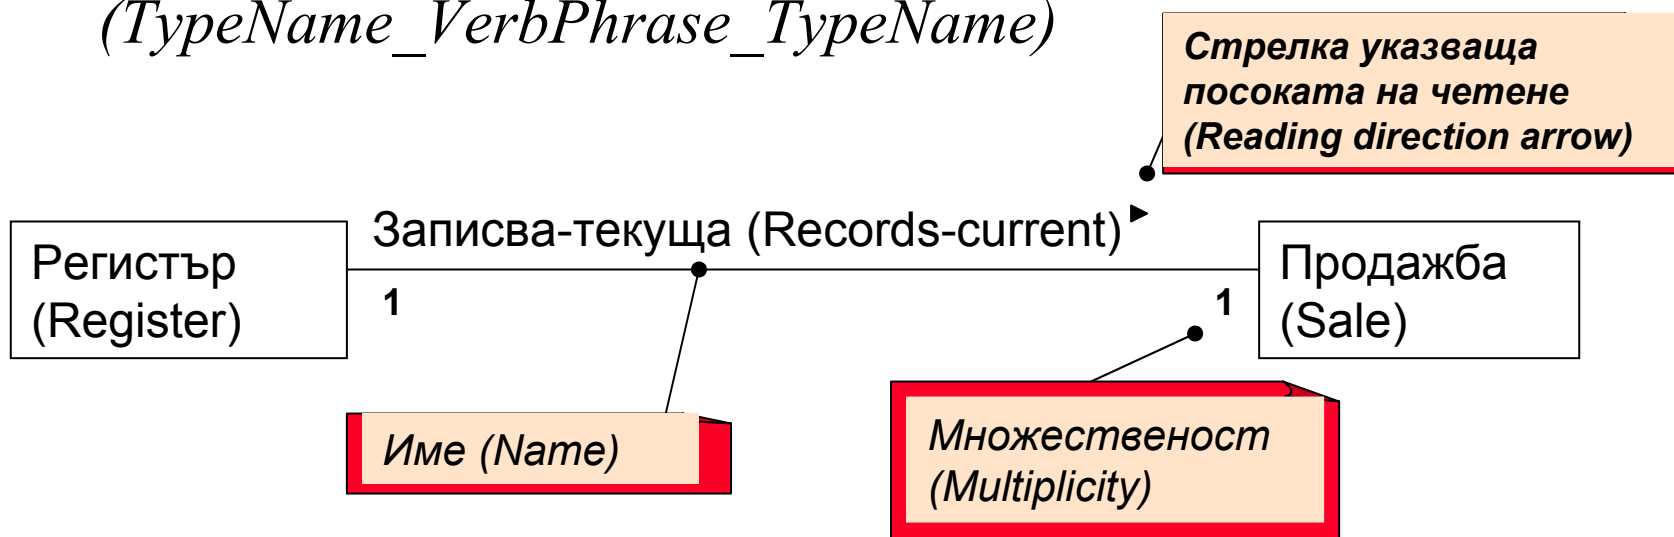 (TypeName_VerbPhrase_TypeName)
Стрелка указваща
посоката на четене
(Reading direction arrow)
Записва-текуща (Records-current)
Регистър
(Register)
1
1
Продажба
(Sale)
Име (Name)
Множественост
(Multiplicity)